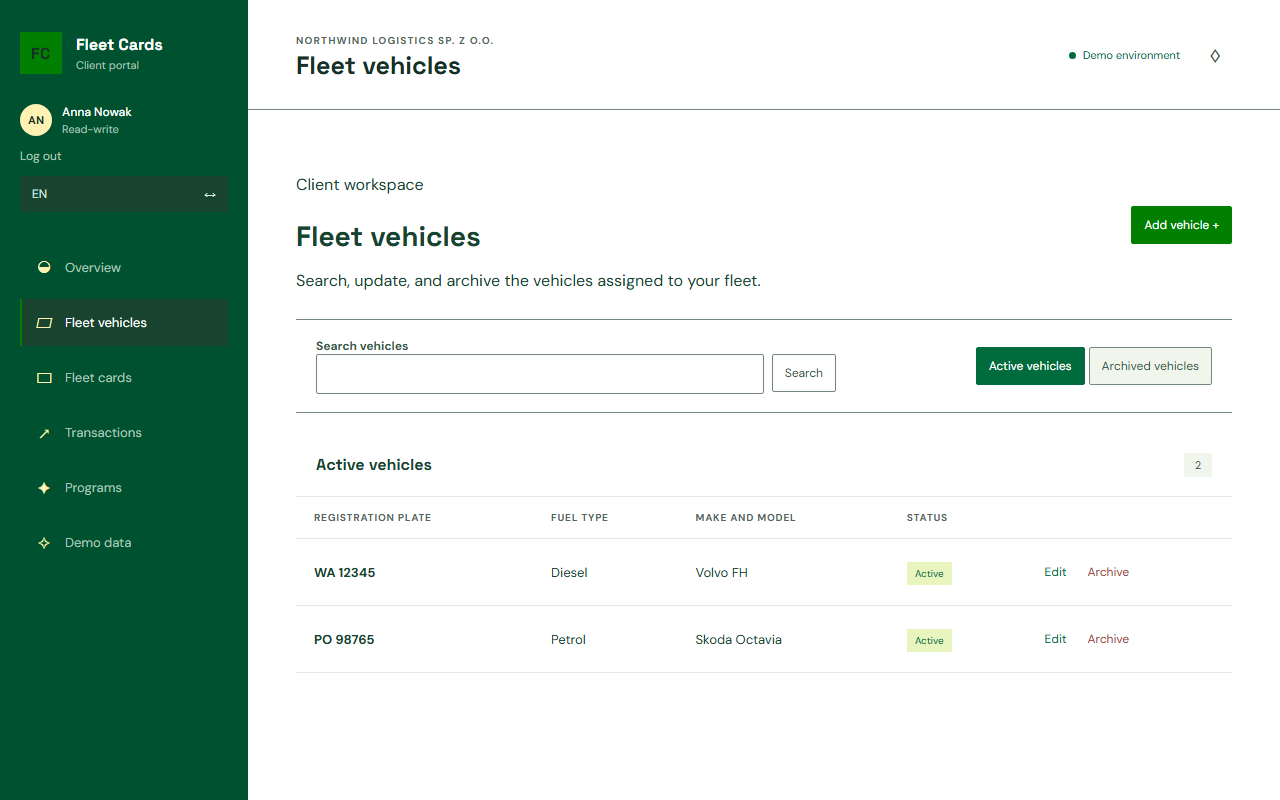 FC
Fleet Cards
Client portal
AN
Anna Nowak
Read-write
Log out
EN
Overview
Fleet vehicles
Fleet cards
Transactions
Programs
Demo data
NORTHWIND LOGISTICS SP. Z O.O.
Fleet vehicles
Demo environment
Client workspace
Fleet vehicles
Add vehicle +
Search, update, and archive the vehicles assigned to your fleet.
Search vehicles
Search
Active vehicles
Archived vehicles
Active vehicles
2
REGISTRATION PLATE FUEL TYPE MAKE AND MODEL STATUS
WA 12345 Diesel Volvo FH Active Edit Archive
PO 98765 Petrol Skoda Octavia Active Edit Archive